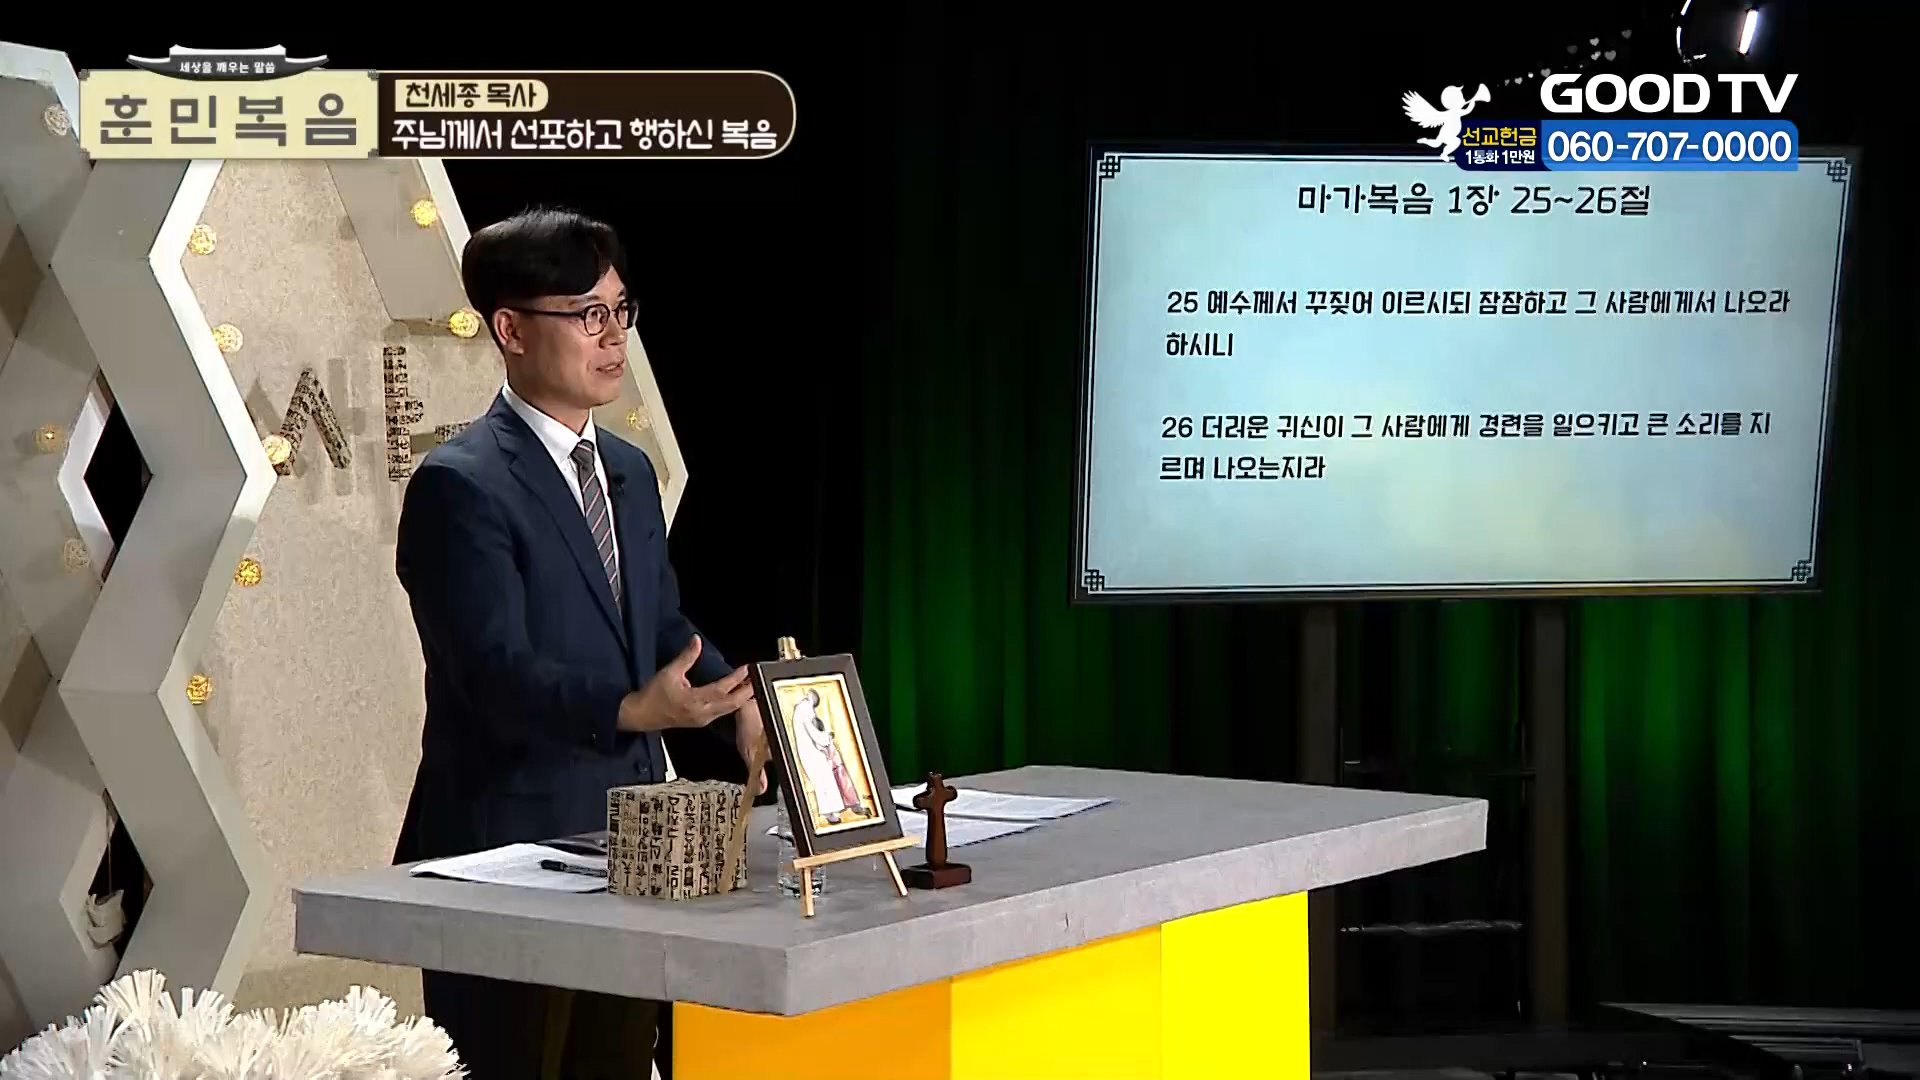 세상을 깨우는 말씀
훈민복음
천세종 목사
주님께서 선포하고 행하신 복음
GOOD TV
선교헌금
1통화 1만원
060-707-0000
마가복음 1장 25~26절
25 예수께서 꾸짖어 이르시되 잠잠하고 그 사람에게서 나오라
하시니
26 더러운 귀신이 그 사람에게 경련을 일으키고 큰 소리를 지
르며 나오는지라